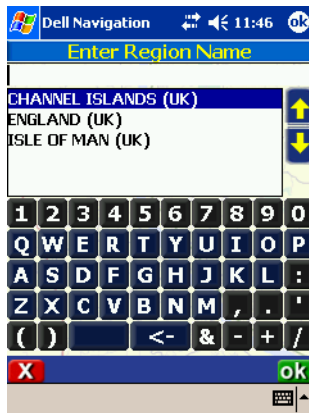 Dell Navigation 11:46 ok
Enter Region Name
CHANNEL ISLANDS (UK)
ENGLAND (UK)
ISLE OF MAN (UK)
1 2 3 4 5 6 7 8 9 0
Q W E R T Y U I O P
A S D F G H J K L :
Z X C V B N M , . '
( ) <- & - + /
X ok